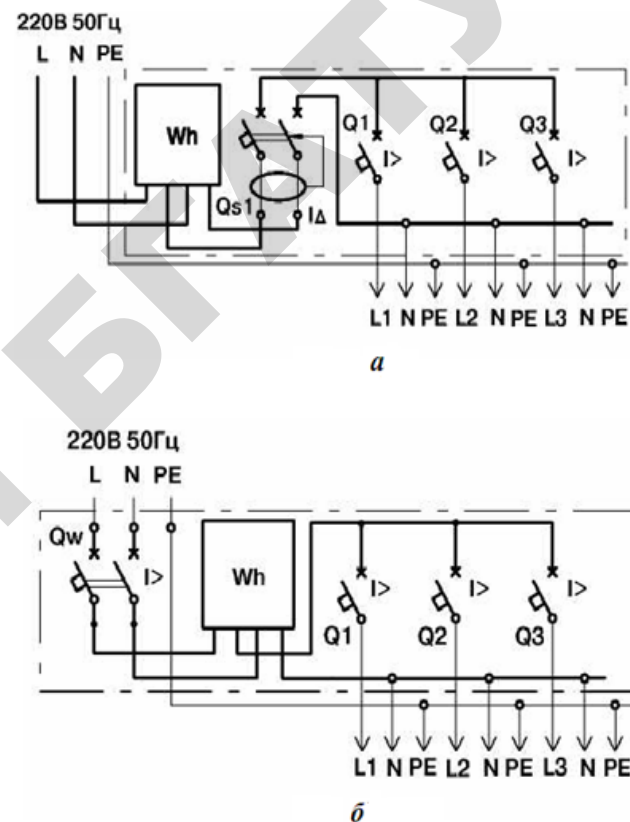 БГАТУ
220В 50Гц
L N PE
Wh
Qs1
IΔ
Q1 I>
Q2 I>
Q3 I>
L1 N PE L2 N PE L3 N PE
а
220В 50Гц
L N PE
Qw I>
Wh
Q1 I>
Q2 I>
Q3 I>
L1 N PE L2 N PE L3 N PE
б